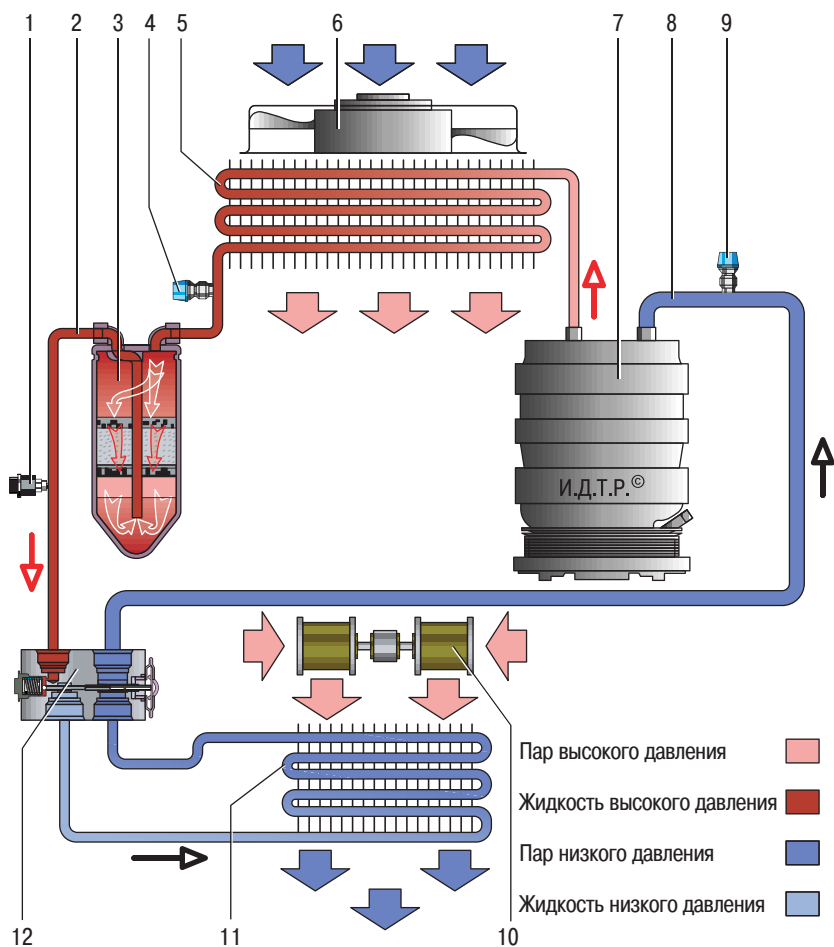 1 2 3 4 5 6 7 8 9
И.Д.Т.Р.©
Пар высокого давления
Жидкость высокого давления
Пар низкого давления
Жидкость низкого давления
12 11 10